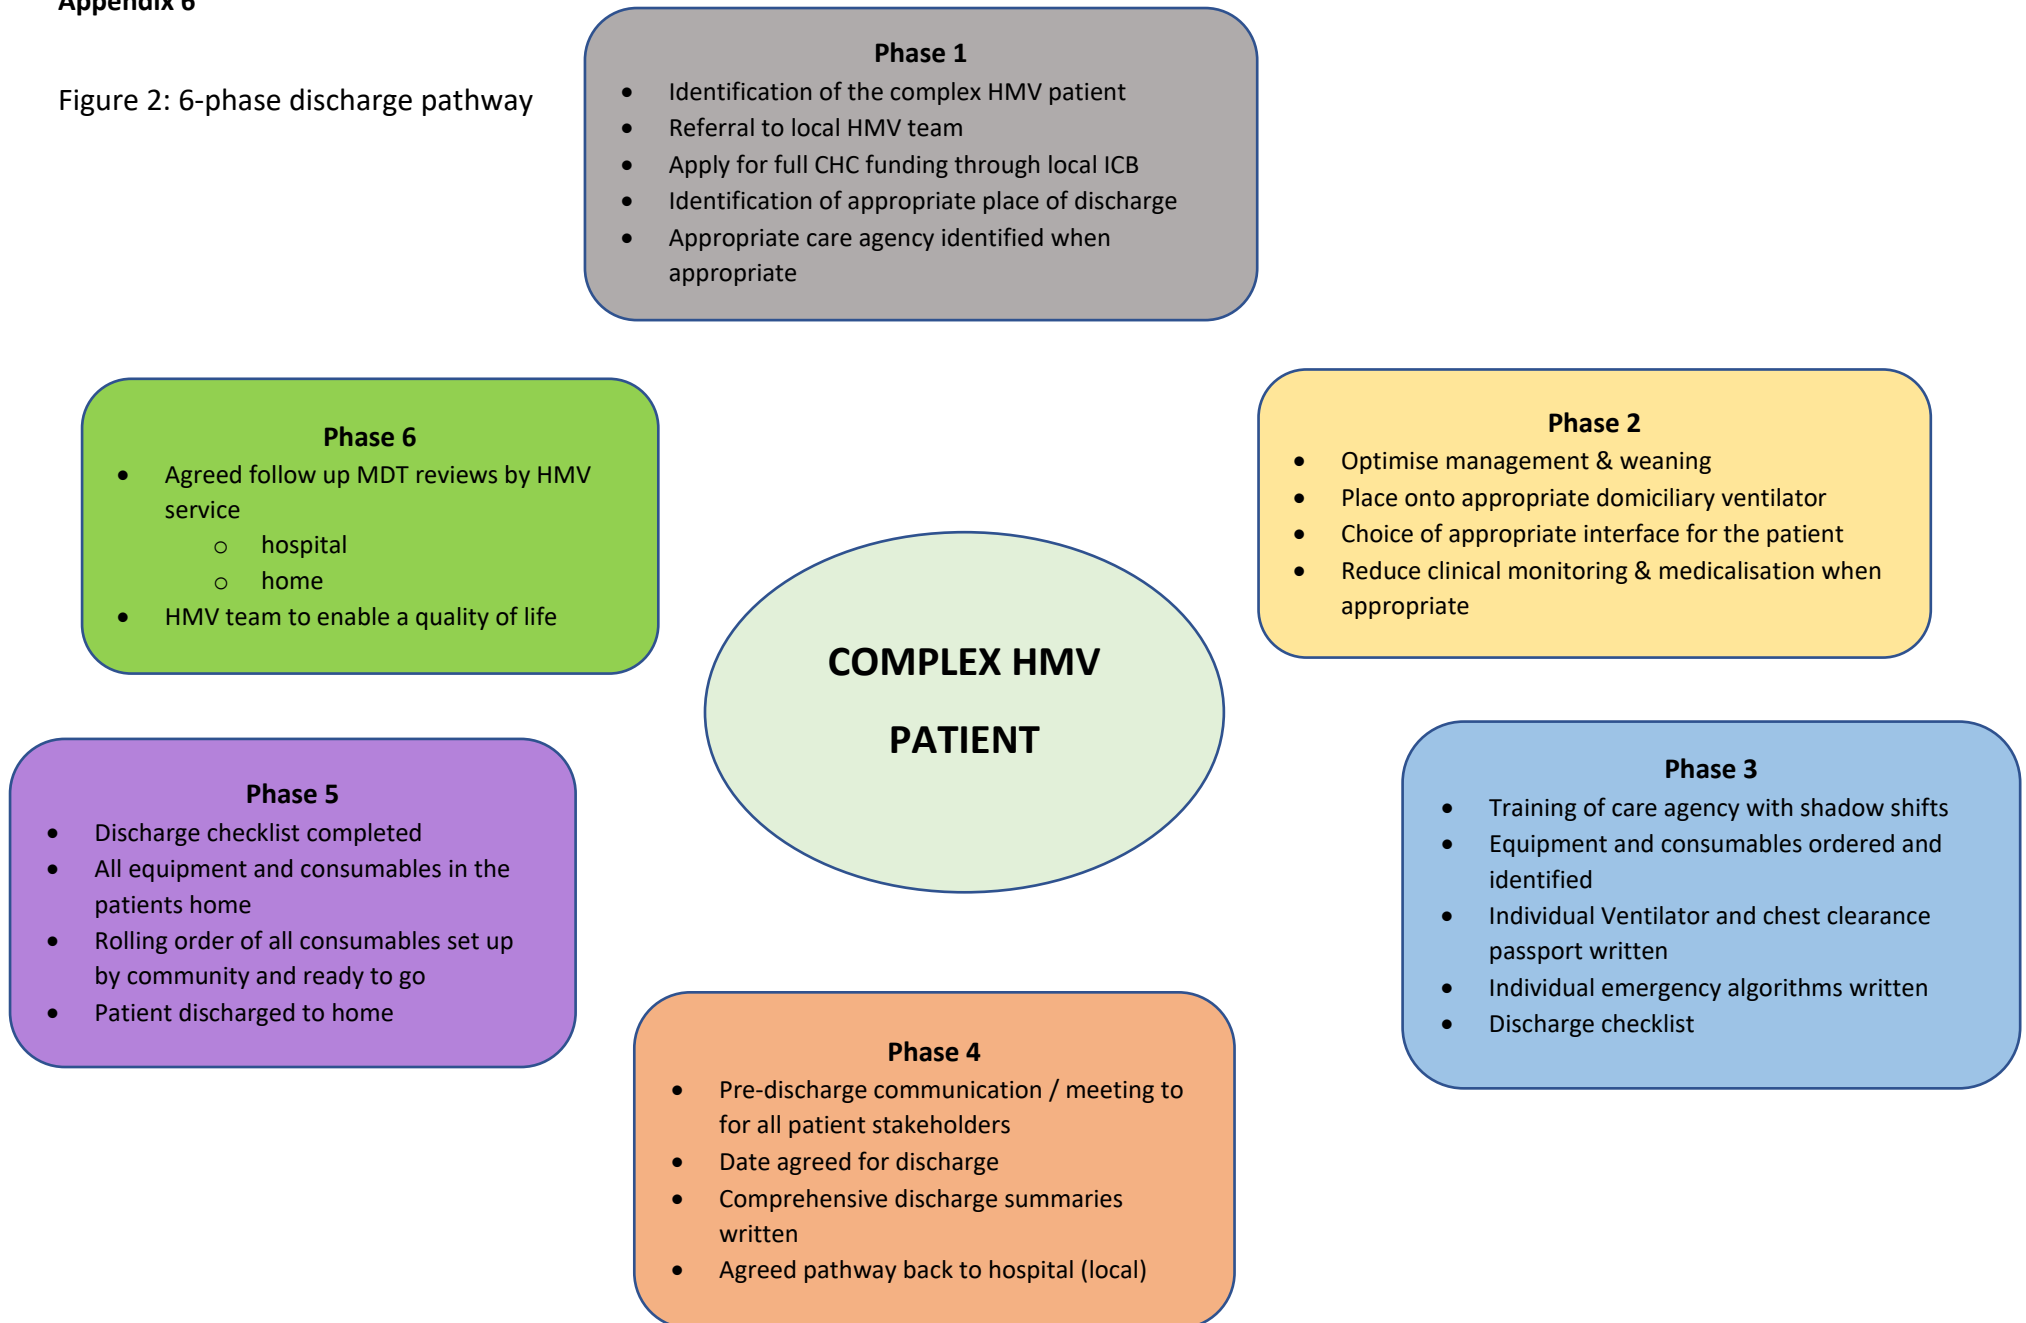 Appendix 6
Figure 2: 6-phase discharge pathway
Phase 1
• Identification of the complex HMV patient
• Referral to local HMV team
• Apply for full CHC funding through local ICB
• Identification of appropriate place of discharge
• Appropriate care agency identified when
appropriate
Phase 2
• Optimise management & weaning
• Place onto appropriate domiciliary ventilator
• Choice of appropriate interface for the patient
• Reduce clinical monitoring & medicalisation when
appropriate
Phase 3
• Training of care agency with shadow shifts
• Equipment and consumables ordered and
identified
• Individual Ventilator and chest clearance
passport written
• Individual emergency algorithms written
• Discharge checklist
Phase 4
• Pre-discharge communication / meeting to
for all patient stakeholders
• Date agreed for discharge
• Comprehensive discharge summaries
written
• Agreed pathway back to hospital (local)
Phase 5
• Discharge checklist completed
• All equipment and consumables in the
patients home
• Rolling order of all consumables set up
by community and ready to go
• Patient discharged to home
Phase 6
• Agreed follow up MDT reviews by HMV
service
o hospital
o home
• HMV team to enable a quality of life
COMPLEX HMV
PATIENT